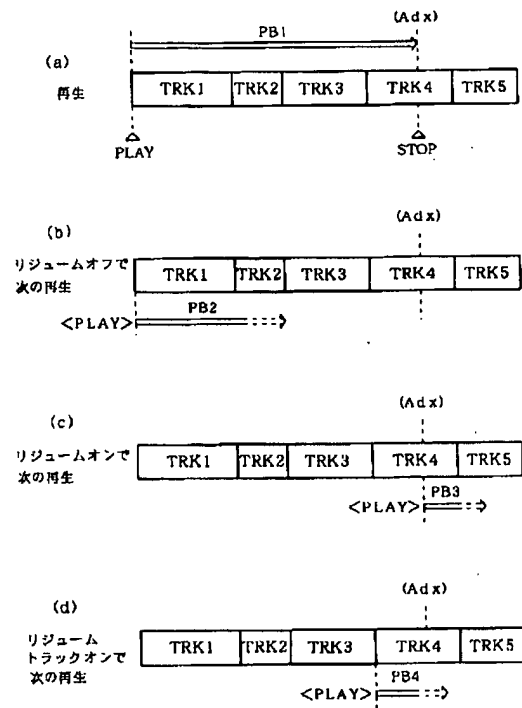 (Adx)
PB1
(a)
再生
TRK1 TRK2 TRK3 TRK4 TRK5
PLAY STOP
(b)
(Adx)
リジュームオフで
次の再生
TRK1 TRK2 TRK3 TRK4 TRK5
<PLAY> PB2
(c)
(Adx)
リジュームオンで
次の再生
TRK1 TRK2 TRK3 TRK4 TRK5
<PLAY> PB3
(d)
(Adx)
リジューム
トラックオンで
次の再生
TRK1 TRK2 TRK3 TRK4 TRK5
<PLAY> PB4